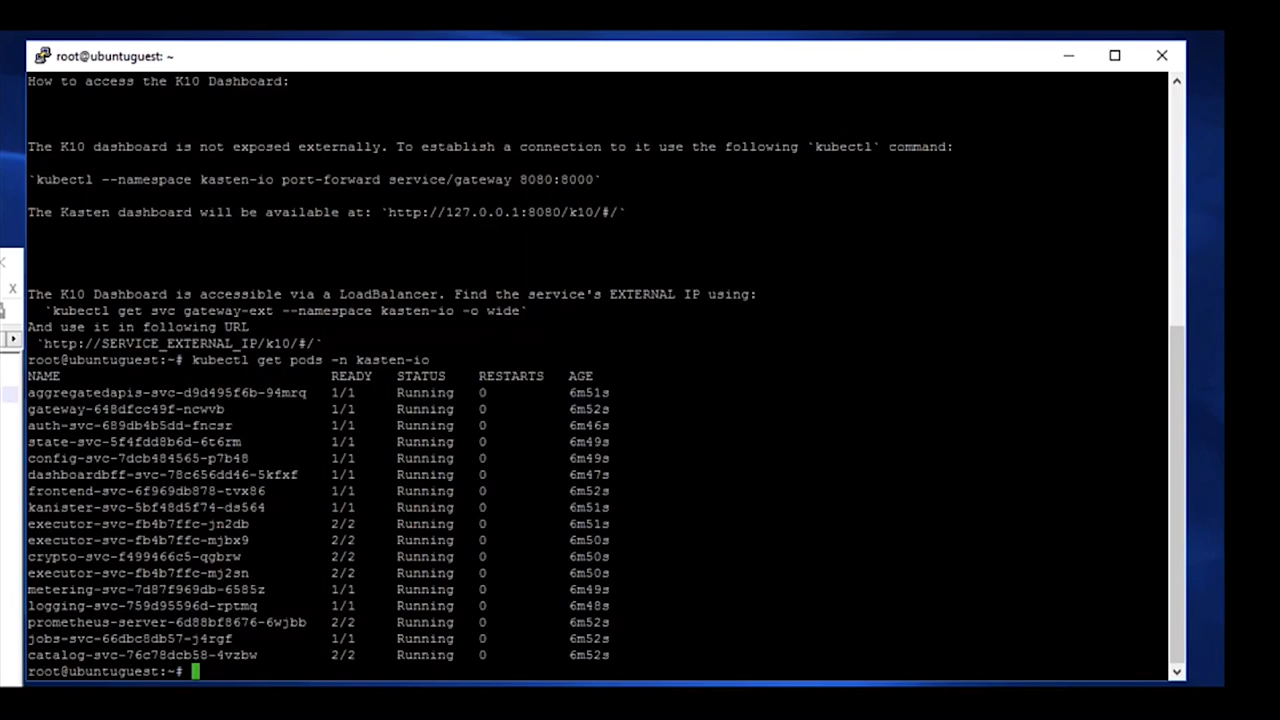 root@ubuntuguest: ~
How to access the K10 Dashboard:
The K10 dashboard is not exposed externally. To establish a connection to it use the following `kubectl` command:
`kubectl --namespace kasten-io port-forward service/gateway 8080:8000`
The Kasten dashboard will be available at: `http://127.0.0.1:8080/k10/#/`
The K10 Dashboard is accessible via a LoadBalancer. Find the service's EXTERNAL IP using:
`kubectl get svc gateway-ext --namespace kasten-io -o wide`
And use it in following URL
`http://SERVICE_EXTERNAL_IP/k10/#/`
root@ubuntuguest:~# kubectl get pods -n kasten-io
NAME READY STATUS RESTARTS AGE
aggregatedapis-svc-d9d495f6b-94mrq 1/1 Running 0 6m51s
gateway-648dfcc49f-ncwvb 1/1 Running 0 6m52s
auth-svc-689db4b5dd-fncsr 1/1 Running 0 6m46s
state-svc-5f4fdd8b6d-6t6rm 1/1 Running 0 6m49s
config-svc-7dcb484565-p7b48 1/1 Running 0 6m49s
dashboardbff-svc-78c656dd46-5kfxf 1/1 Running 0 6m47s
frontend-svc-6f969db878-tvx86 1/1 Running 0 6m52s
kanister-svc-5bf48d5f74-ds564 1/1 Running 0 6m51s
executor-svc-fb4b7ffc-jn2db 2/2 Running 0 6m51s
executor-svc-fb4b7ffc-mjbx9 2/2 Running 0 6m50s
crypto-svc-f499466c5-qgbrw 2/2 Running 0 6m50s
executor-svc-fb4b7ffc-mj2sn 2/2 Running 0 6m50s
metering-svc-7d87f969db-6585z 1/1 Running 0 6m49s
logging-svc-759d95596d-rptmq 1/1 Running 0 6m48s
prometheus-server-6d88bf8676-6wjbb 2/2 Running 0 6m52s
jobs-svc-66dbc8db57-j4rgf 1/1 Running 0 6m52s
catalog-svc-76c78dcb58-4vzbw 2/2 Running 0 6m52s
root@ubuntuguest:~#